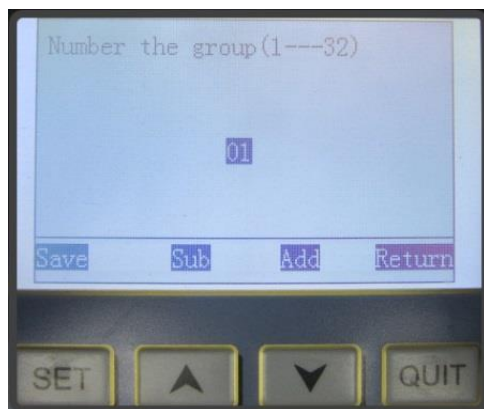 Number the group(1---32)
01
Save Sub Add Return
SET QUIT